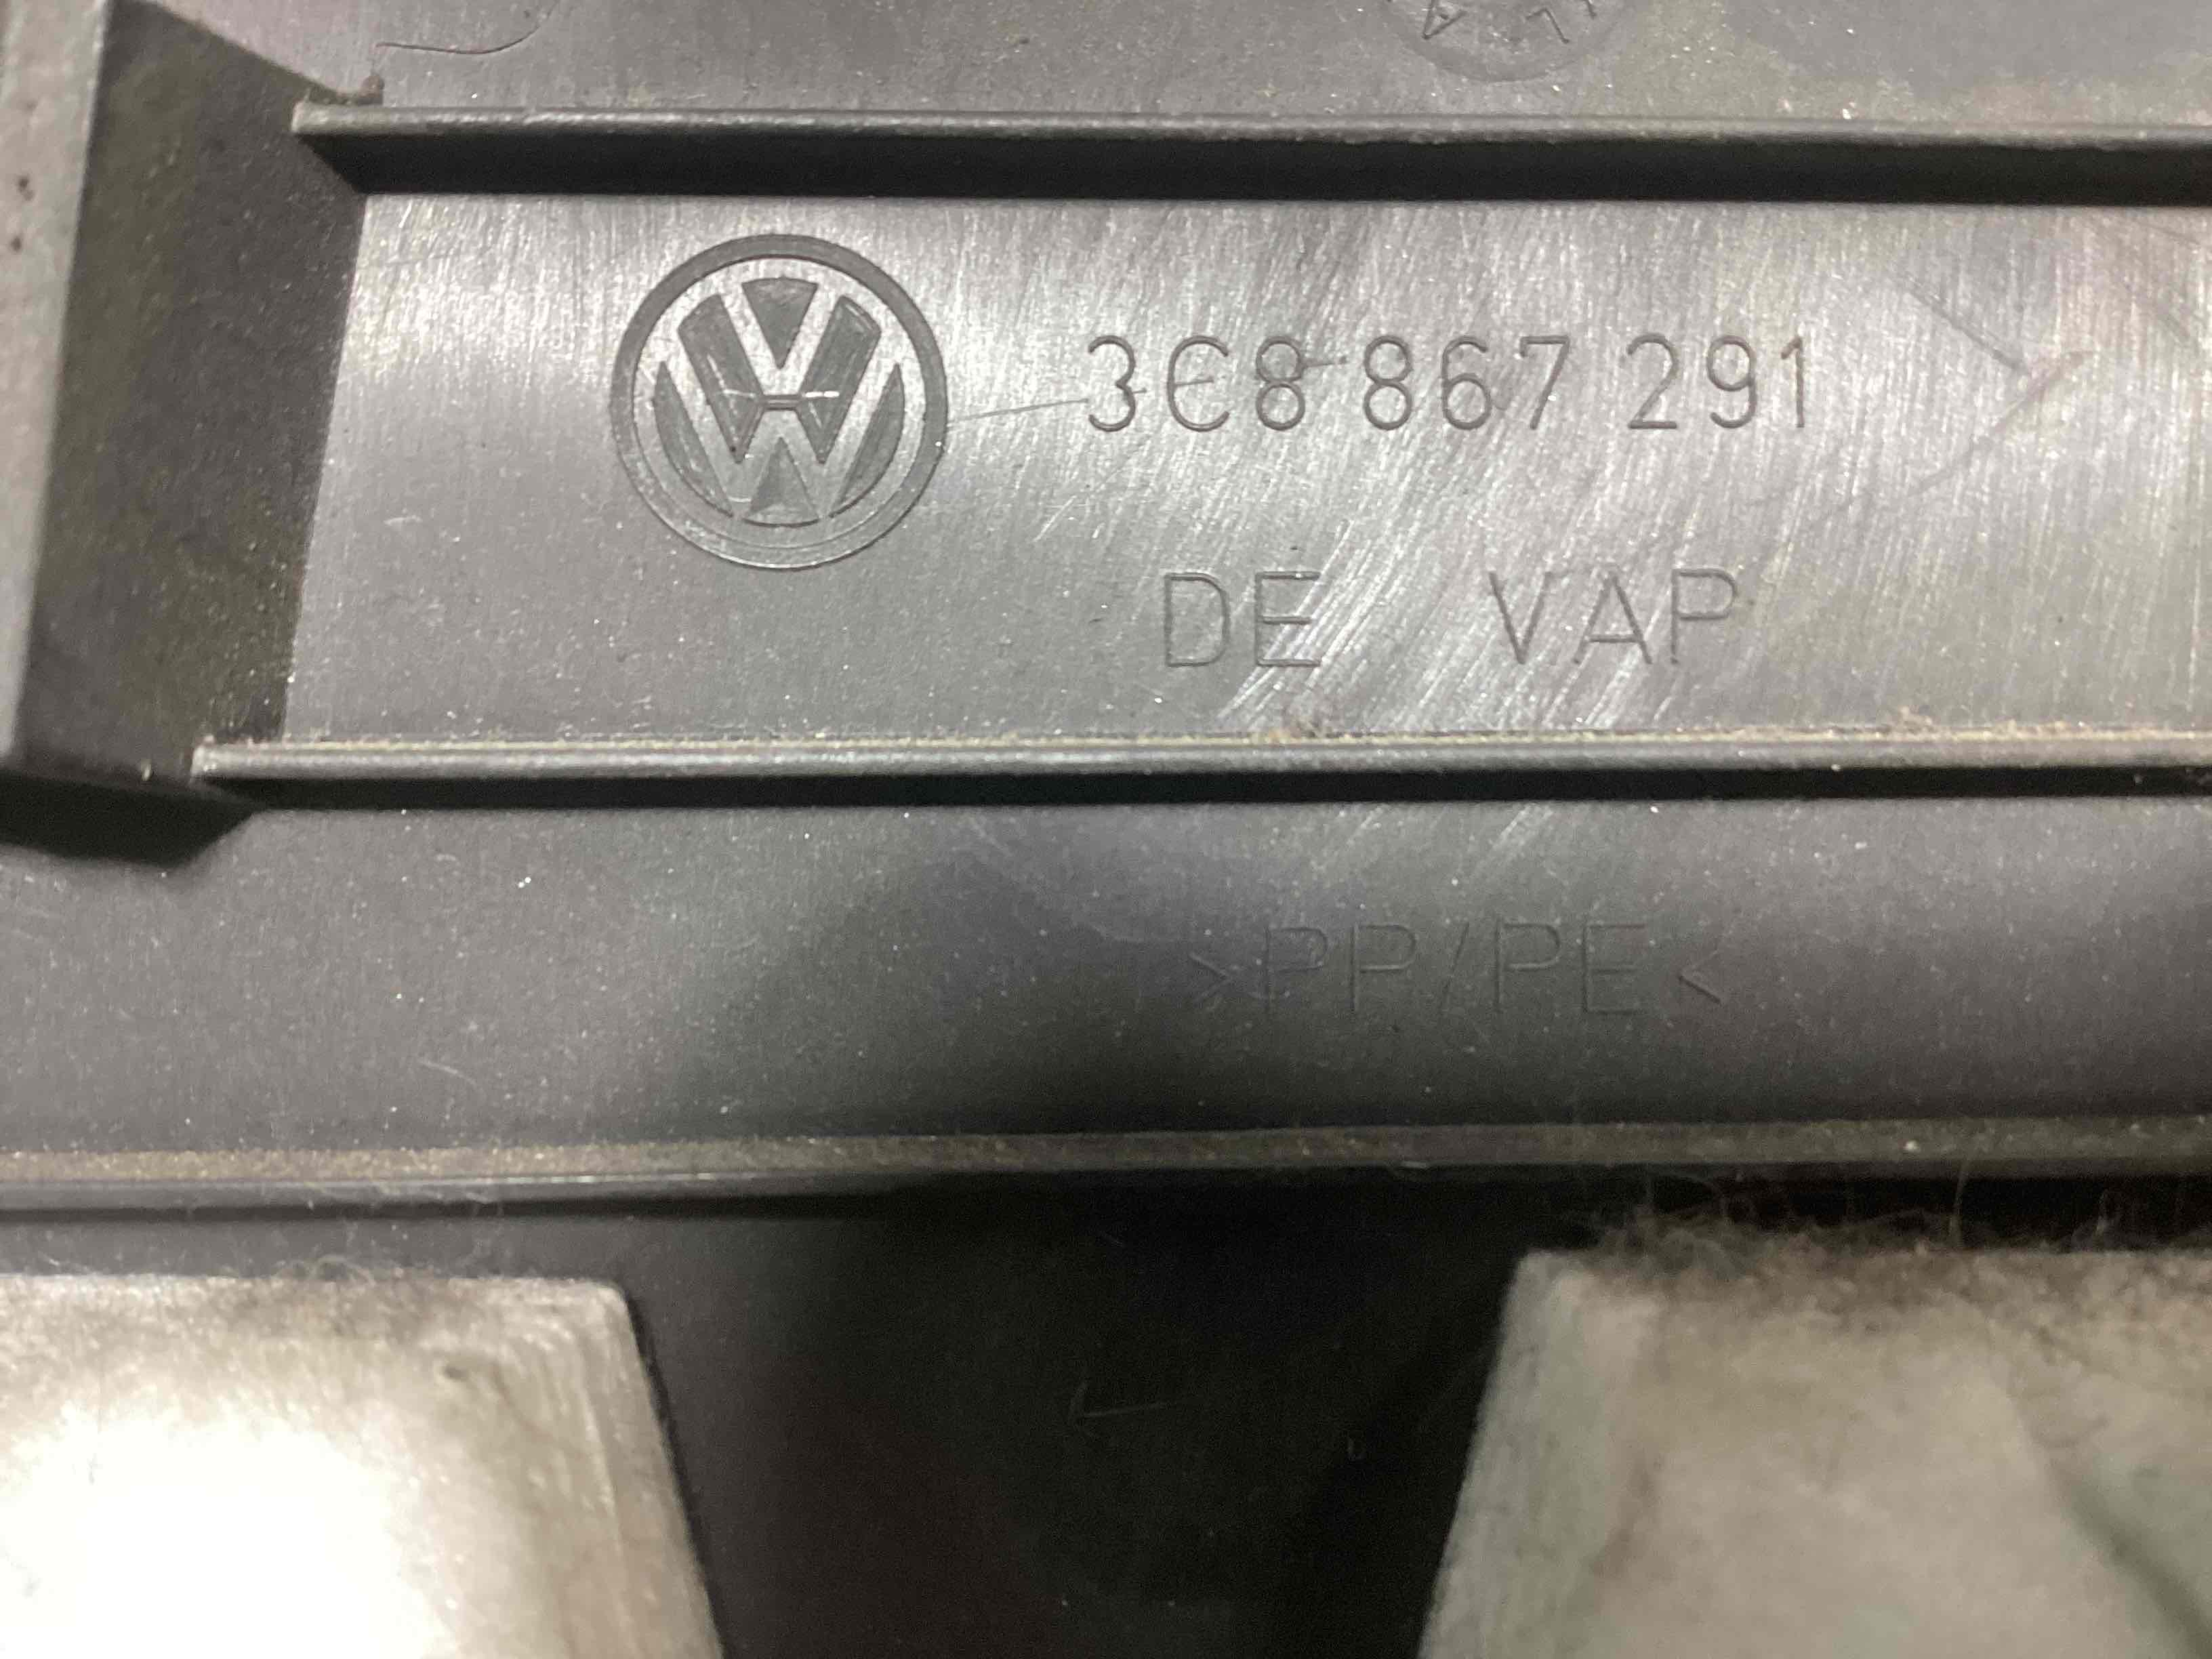 3C8 867 291
DE VAP
>PP/PE<